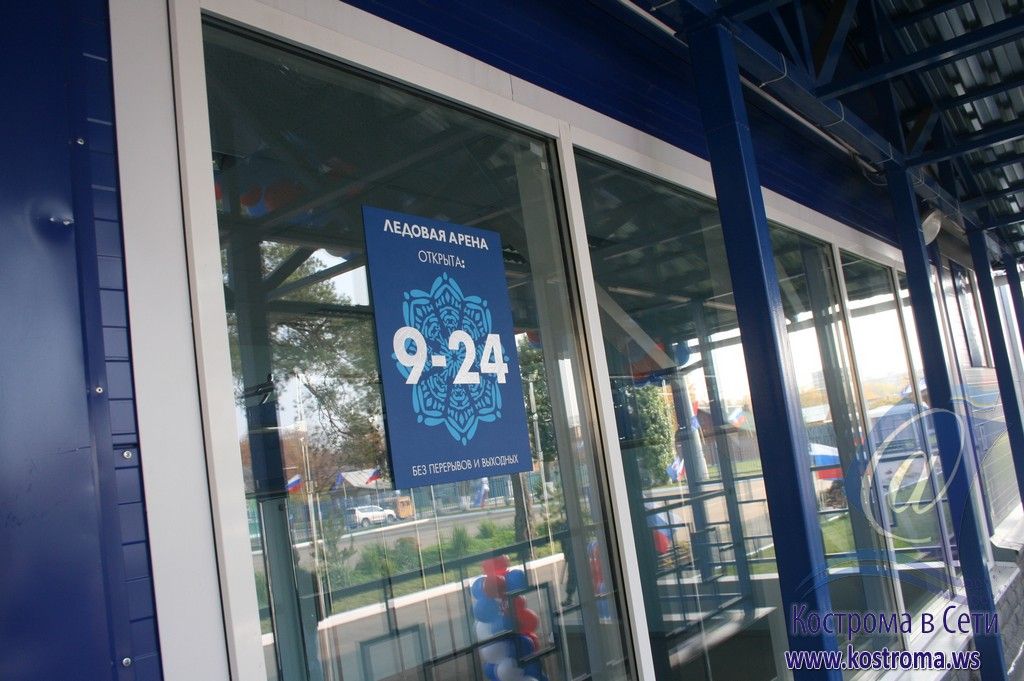 ЛЕДОВАЯ АРЕНА
ОТКРЫТА:
9-24
БЕЗ ПЕРЕРЫВОВ И ВЫХОДНЫХ
@
Кострома в Сети
www.kostroma.ws